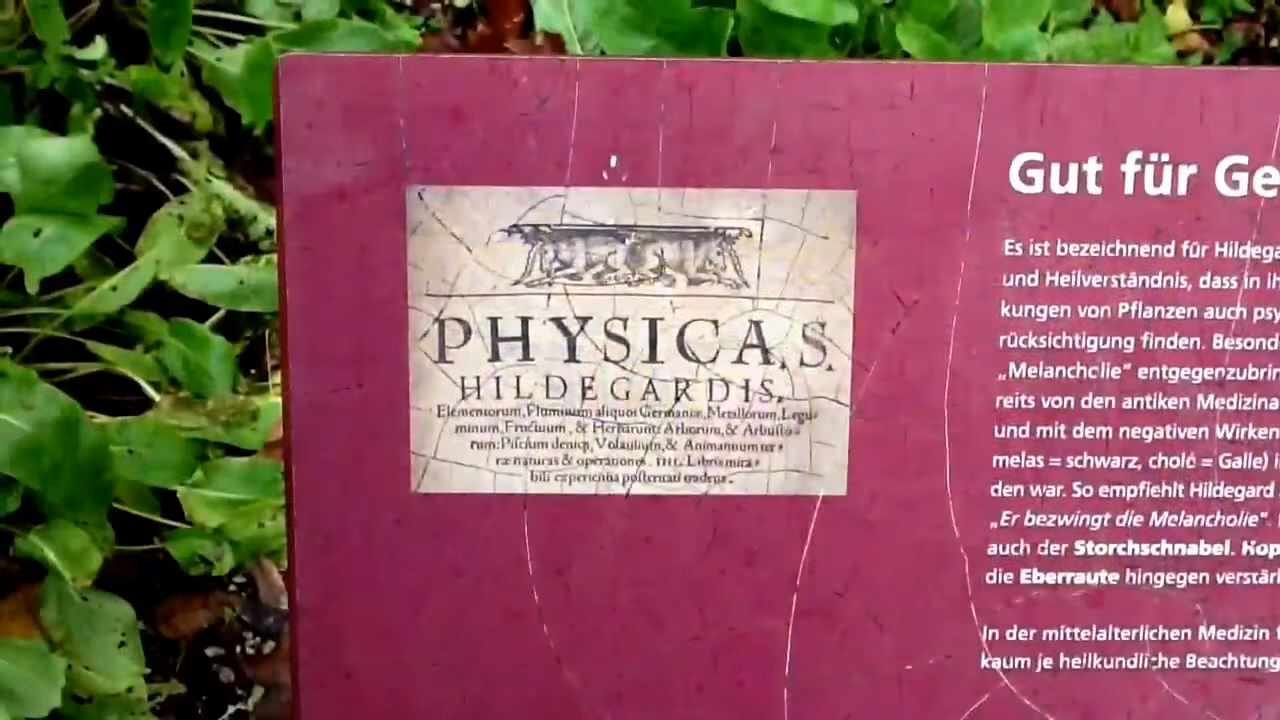 PHYSICA, S.
HILDEGARDIS.
Elementorum, Fluminum aliquot Germaniæ, Metallorum, Legu-
minum, Fructuum, & Herbarum: Arborum, & Arbusto-
rum: Piscium deniq, Volatilium, & Animantium ter-
ræ naturas & operationes. IIII. Libris mira-
bili experientia posteritati tradens.
Gut für Ge
Es ist bezeichnend für Hildega
und Heilverständnis, dass in ih
kungen von Pflanzen auch psy
rücksichtigung finden. Besond
„Melancholie“ entgegenzubrin
reits von den antiken Medizina
und mit dem negativen Wirken
melas = schwarz, cholé = Galle) i
den war. So empfiehlt Hildegard
„Er bezwingt die Melancholie“.
auch der Storchschnabel. Hop
die Eberraute hingegen verstärk
In der mittelalterlichen Medizin f
kaum je heilkundliche Beachtung